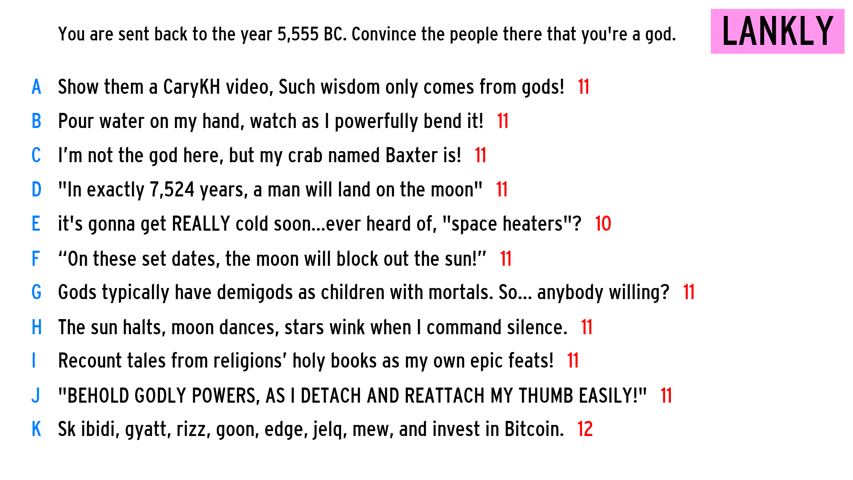 You are sent back to the year 5,555 BC. Convince the people there that you're a god.
LANKLY
A Show them a CaryKH video, Such wisdom only comes from gods! 11
B Pour water on my hand, watch as I powerfully bend it! 11
C I’m not the god here, but my crab named Baxter is! 11
D "In exactly 7,524 years, a man will land on the moon" 11
E it's gonna get REALLY cold soon...ever heard of, "space heaters"? 10
F “On these set dates, the moon will block out the sun!” 11
G Gods typically have demigods as children with mortals. So... anybody willing? 11
H The sun halts, moon dances, stars wink when I command silence. 11
I Recount tales from religions’ holy books as my own epic feats! 11
J "BEHOLD GODLY POWERS, AS I DETACH AND REATTACH MY THUMB EASILY!" 11
K Sk ibidi, gyatt, rizz, goon, edge, jelq, mew, and invest in Bitcoin. 12